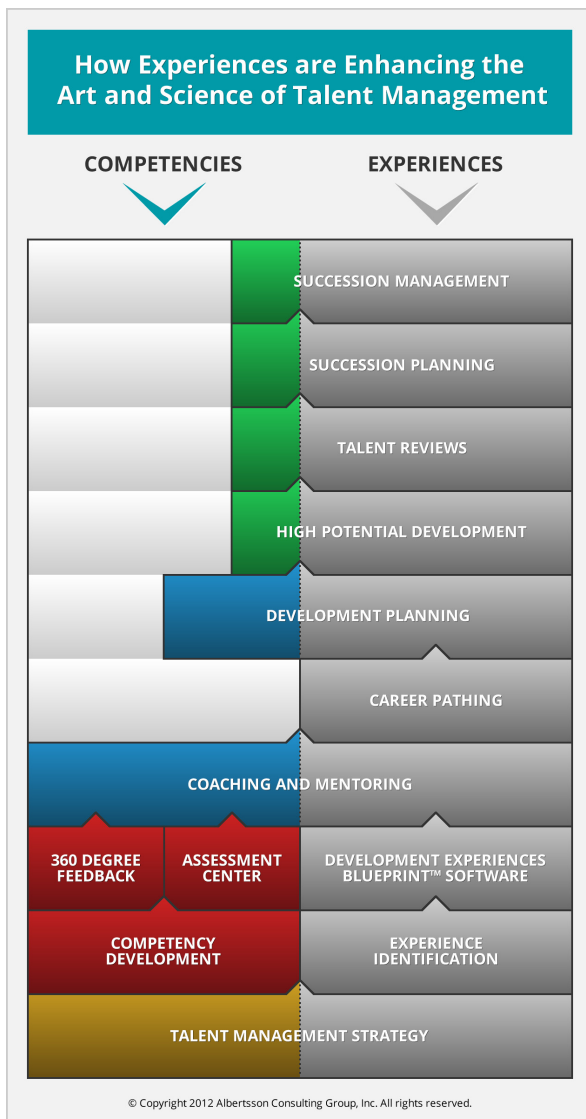 How Experiences are Enhancing the
Art and Science of Talent Management
COMPETENCIES
EXPERIENCES
SUCCESSION MANAGEMENT
SUCCESSION PLANNING
TALENT REVIEWS
HIGH POTENTIAL DEVELOPMENT
DEVELOPMENT PLANNING
CAREER PATHING
COACHING AND MENTORING
360 DEGREE
FEEDBACK
ASSESSMENT
CENTER
DEVELOPMENT EXPERIENCES
BLUEPRINT™ SOFTWARE
COMPETENCY
DEVELOPMENT
EXPERIENCE
IDENTIFICATION
TALENT MANAGEMENT STRATEGY
© Copyright 2012 Albertsson Consulting Group, Inc. All rights reserved.